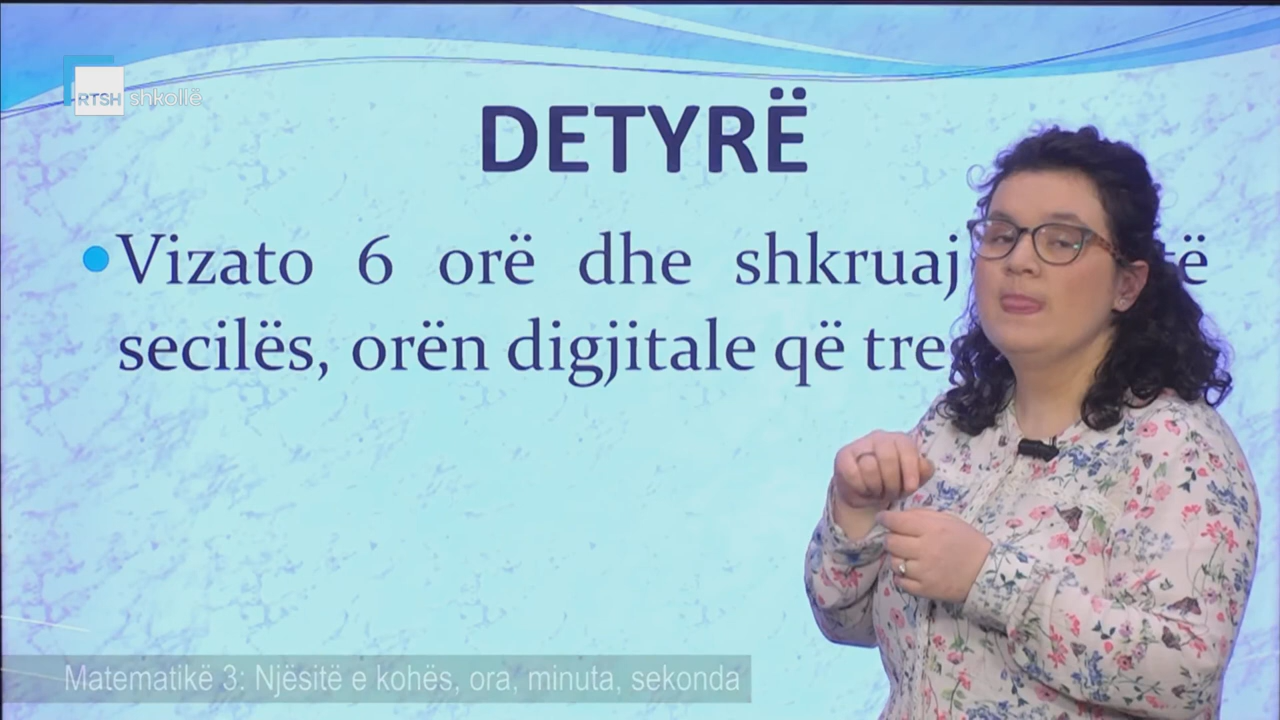 RTSH shkollë
DETYRË
Vizato 6 orë dhe shkruaj
secilës, orën digjitale që
Matematikë 3: Njësitë e kohës, ora, minuta, sekonda